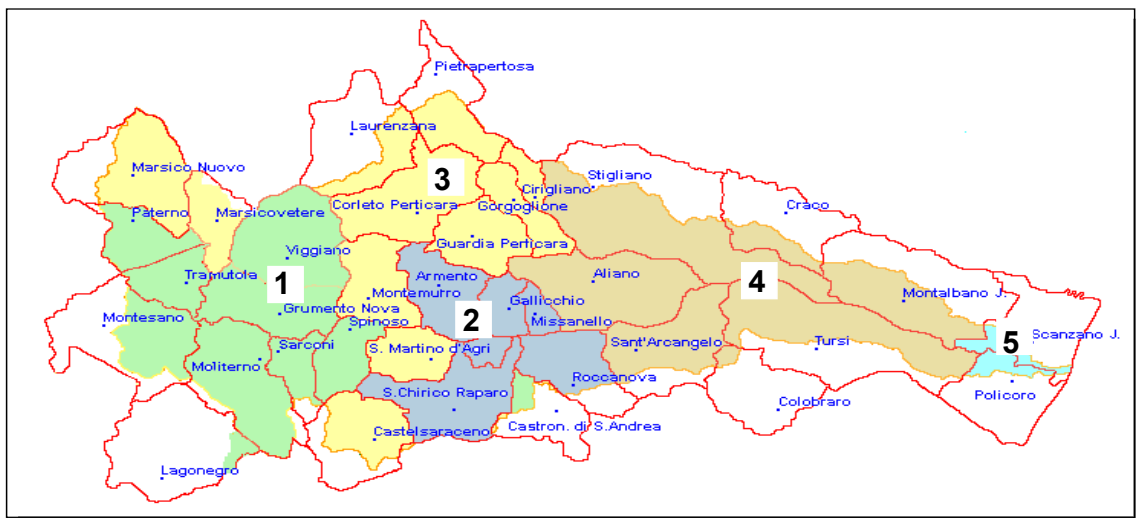 Pietrapertosa
Laurenzana
Marsico Nuovo
3
Stigliano
Cirigliano
Gorgoglione
Corleto Perticara
Craco
Paterno
Marsicovetere
Guardia Perticara
Viggiano
Tramutola
1
Armento
Aliano
4
Montemurro
Gallicchio
Montalbano J.
Grumento Nova
2
Missanello
Montesano
Spinoso
Scanzano J.
5
Sarconi
S. Martino d'Agri
Sant'Arcangelo
Tursi
Moliterno
Roccanova
S.Chirico Raparo
Policoro
Colobraro
Castelsaraceno
Castron. di S.Andrea
Lagonegro